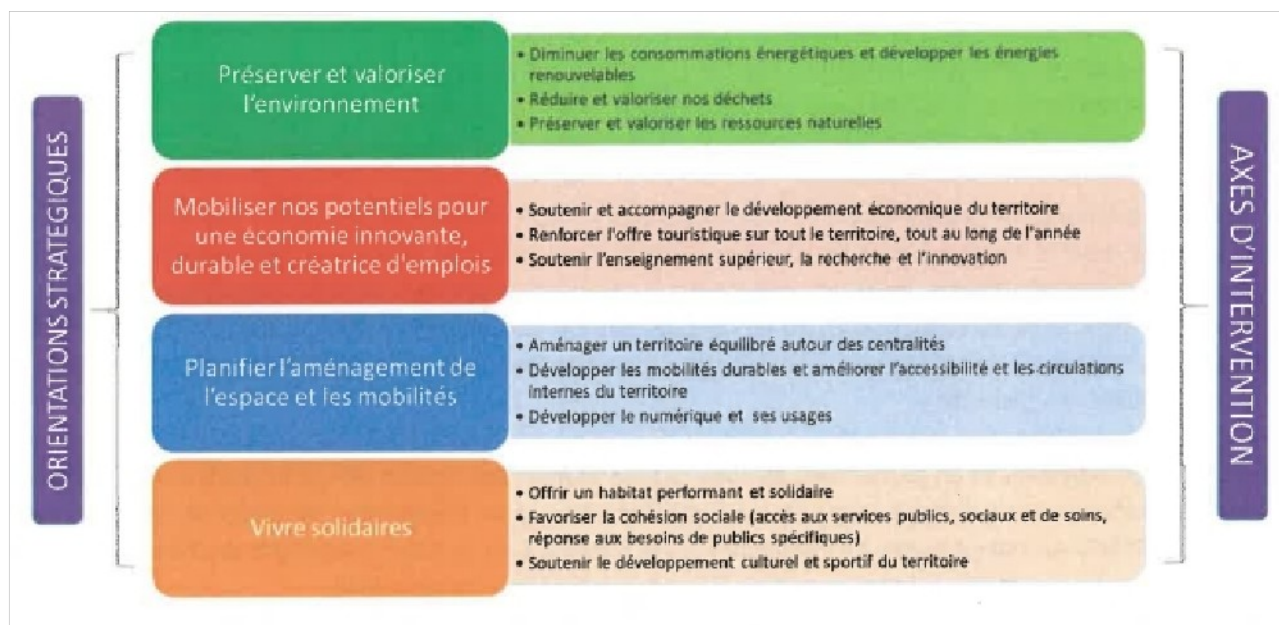 ORIENTATIONS STRATEGIQUES
Préserver et valoriser
l'environnement
• Diminuer les consommations énergétiques et développer les énergies
renouvelables
• Réduire et valoriser nos déchets
• Préserver et valoriser les ressources naturelles
Mobiliser nos potentiels pour
une économie innovante,
durable et créatrice d'emplois
• Soutenir et accompagner le développement économique du territoire
• Renforcer l'offre touristique sur tout le territoire, tout au long de l'année
• Soutenir l'enseignement supérieur, la recherche et l'innovation
Planifier l'aménagement de
l'espace et les mobilités
• Aménager un territoire équilibré autour des centralités
• Développer les mobilités durables et améliorer l'accessibilité et les circulations
internes du territoire
• Développer le numérique et ses usages
Vivre solidaires
• Offrir un habitat performant et solidaire
• Favoriser la cohésion sociale (accès aux services publics, sociaux et de soins,
réponse aux besoins de publics spécifiques)
• Soutenir le développement culturel et sportif du territoire
AXES D'INTERVENTION